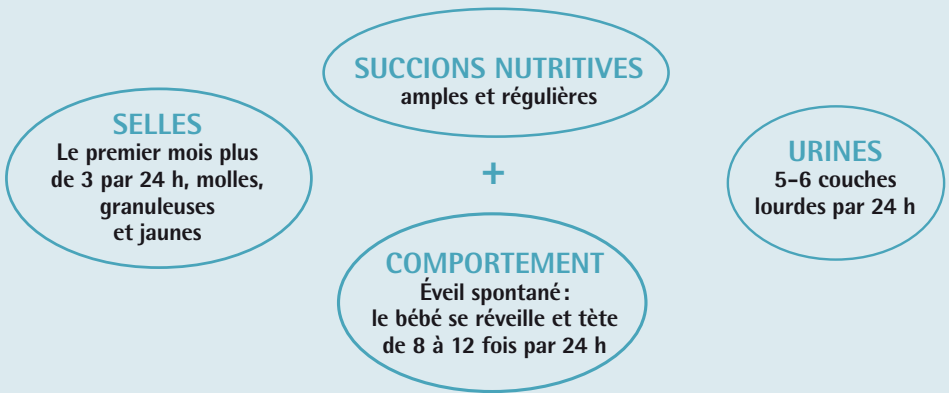 SUCCIONS NUTRITIVES
amples et régulières
SELLES
Le premier mois plus
de 3 par 24 h, molles,
granuleuses
et jaunes
+
URINES
5-6 couches
lourdes par 24 h
COMPORTEMENT
Éveil spontané :
le bébé se réveille et tète
de 8 à 12 fois par 24 h